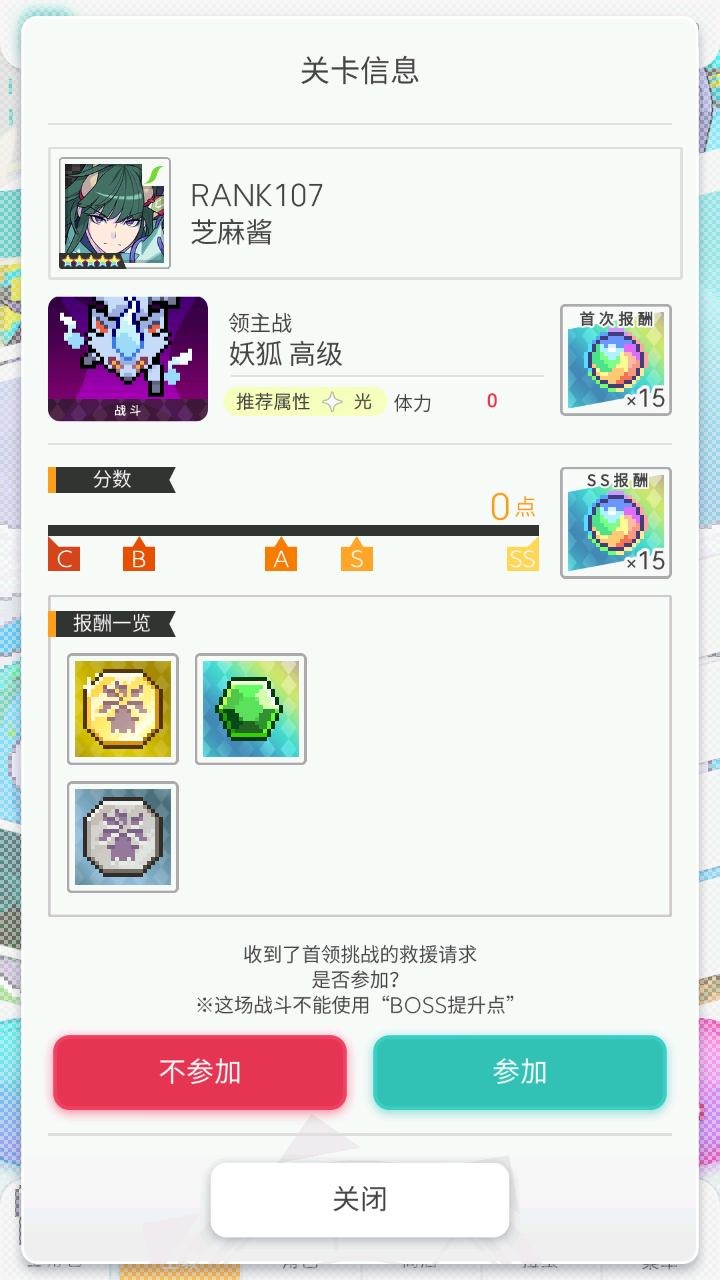 关卡信息
RANK107
芝麻酱
领主战
妖狐 高级
战斗
推荐属性 光 体力 0
首次报酬
×15
分数
0点
C B A S SS
SS报酬
×15
报酬一览
收到了首领挑战的救援请求
是否参加?
※这场战斗不能使用“BOSS提升点”
不参加
参加
关闭